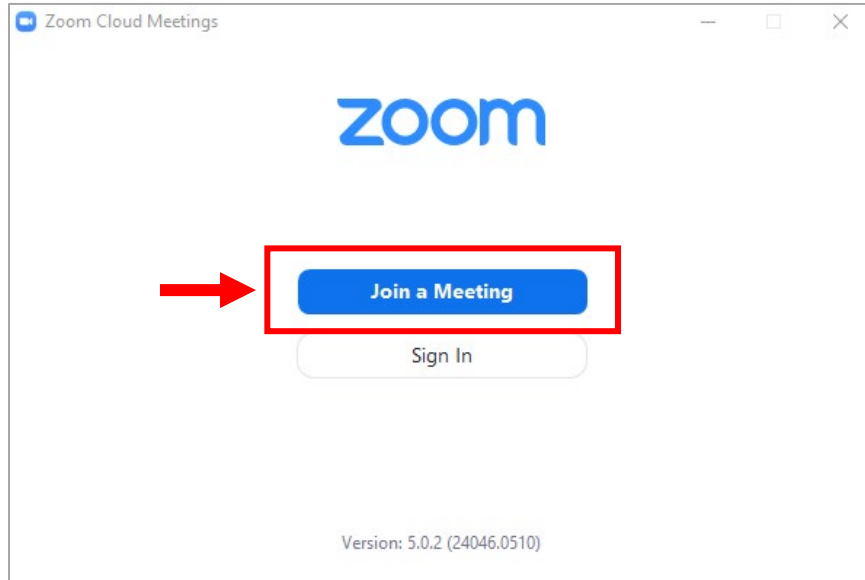 Zoom Cloud Meetings
zoom
Join a Meeting
Sign In
Version: 5.0.2 (24046.0510)